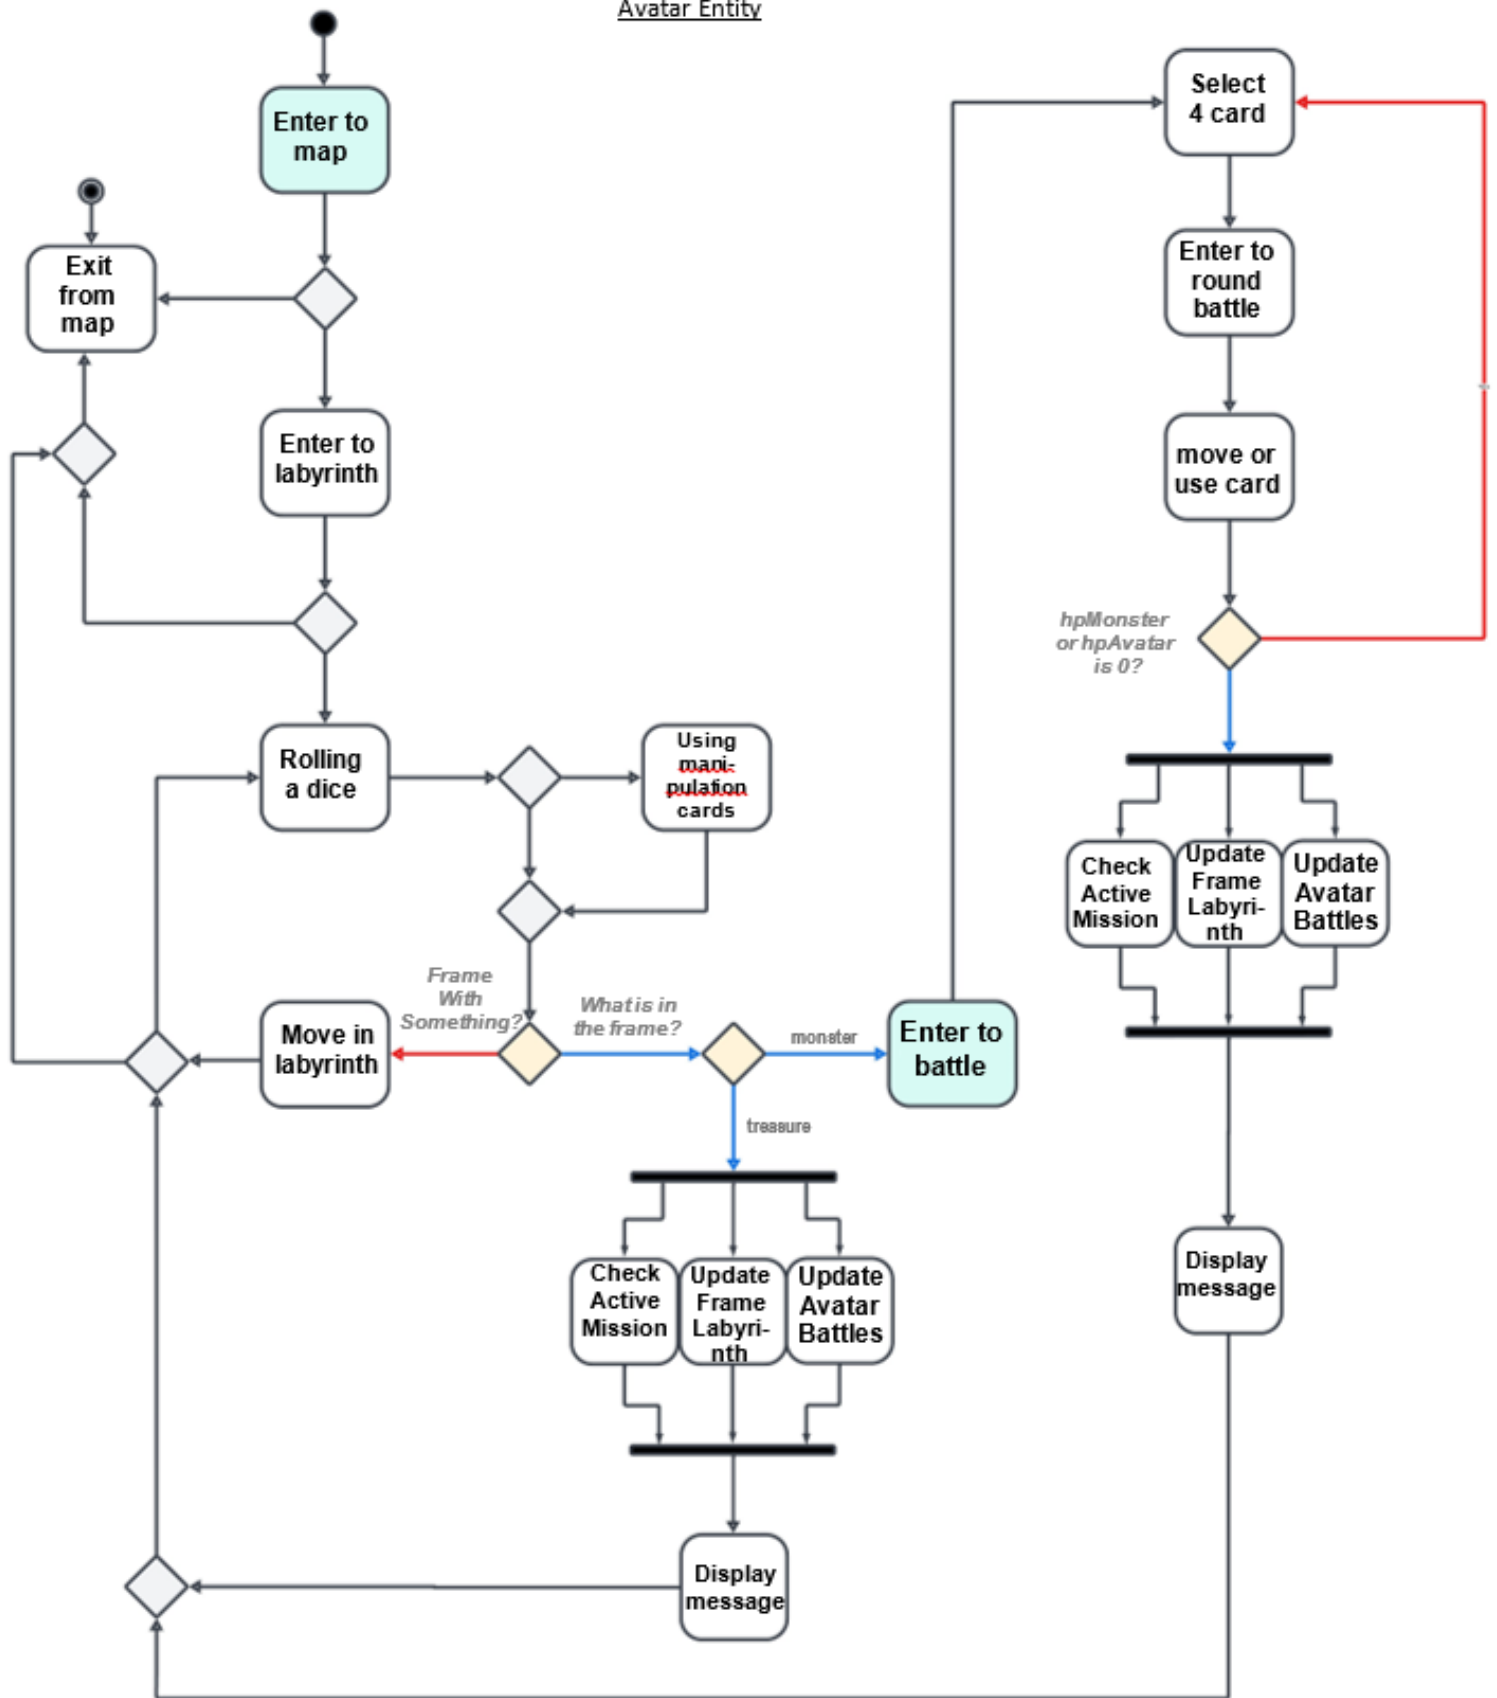 Avatar Entity
Enter to
map
Exit
from
map
Enter to
labyrinth
Rolling
a dice
Using
mani-
pulation
cards
Frame
With
Something?
What is in
the frame?
monster
treasure
Move in
labyrinth
Enter to
battle
Check
Active
Mission
Update
Frame
Labyri-
nth
Update
Avatar
Battles
Display
message
Select
4 card
Enter to
round
battle
move or
use card
hpMonster
or hpAvatar
is 0?
Check
Active
Mission
Update
Frame
Labyri-
nth
Update
Avatar
Battles
Display
message